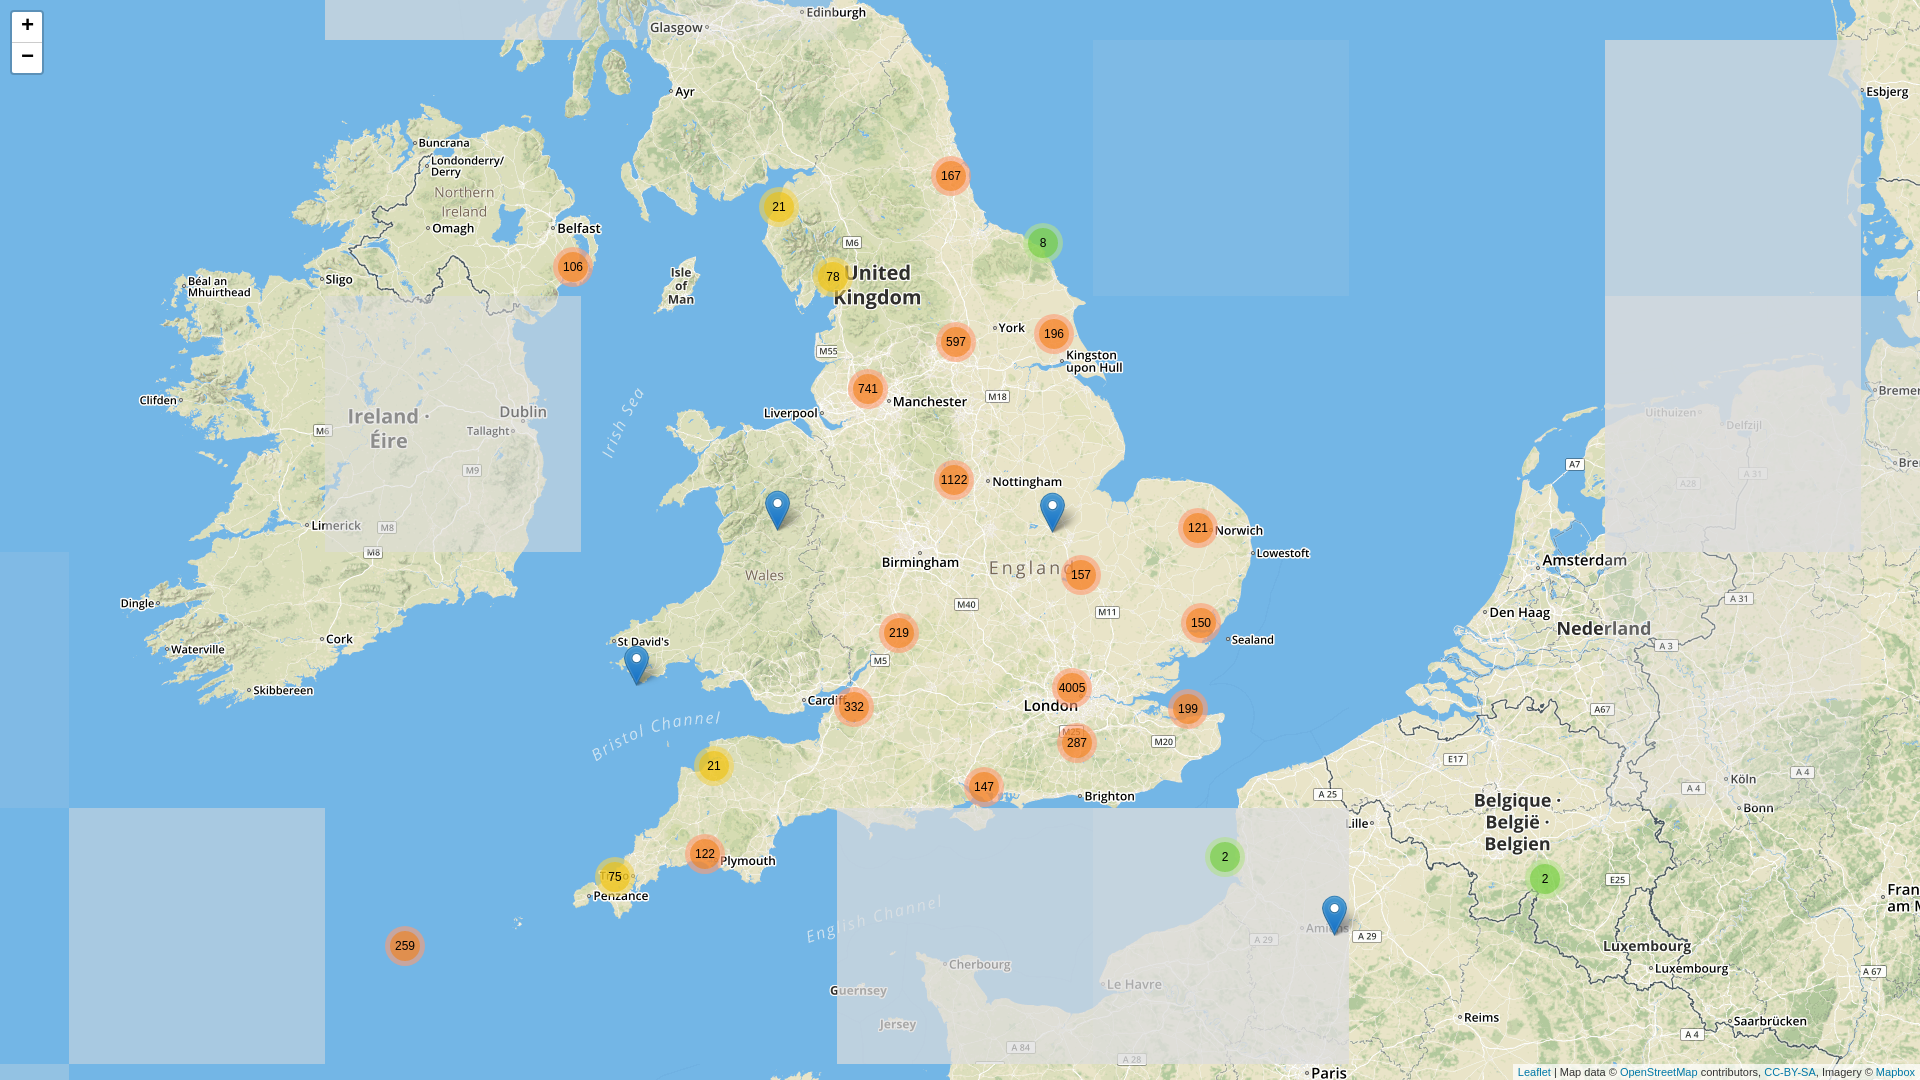 +
−
Glasgow
Edinburgh
Ayr
Esbjerg
Buncrana
Londonderry/
Derry
Northern
Ireland
167
21
Omagh
Belfast
M6
8
106
Isle
of
Man
78
United
Kingdom
Sligo
Béal an
Mhuirthead
York
196
597
M55
Kingston
upon Hull
741
M18
Manchester
Liverpool
Clifden
Irish Sea
Ireland ·
Éire
Dublin
Tallaght
M6
M9
Uithuizen
Delfzijl
Bremer
Bre
A7
A 31
A28
1122
Nottingham
Limerick
M8
M8
121
Norwich
Lowestoft
Birmingham
England
157
Wales
Amsterdam
Dingle
M40
M11
Den Haag
A 31
Nederland
219
150
Sealand
Cork
St David's
Waterville
M5
A 3
Skibbereen
4005
London
Cardiff
332
199
A67
Bristol Channel
M25
287
M20
E17
21
147
Brighton
A 25
A 4
Köln
A 4
Bonn
Belgique ·
België ·
Belgien
Lille
122
Plymouth
2
75
Penzance
2
E25
Fran
am M
English Channel
Amiens
A 29
A 29
259
Luxembourg
Luxembourg
A 67
Cherbourg
Le Havre
Guernsey
Jersey
Reims
Saarbrücken
A 4
A 84
A 28
Paris
Leaflet | Map data © OpenStreetMap contributors, CC-BY-SA, Imagery © Mapbox